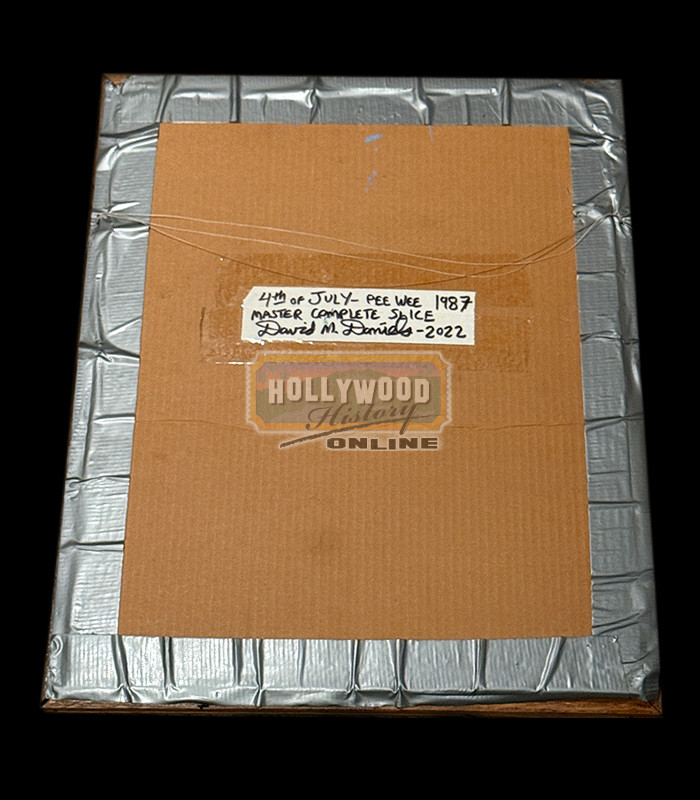 4th OF JULY - PEE WEE 1987
MASTER COMPLETE SLICE
David M. Daniels - 2022
HOLLYWOOD
History
ONLINE